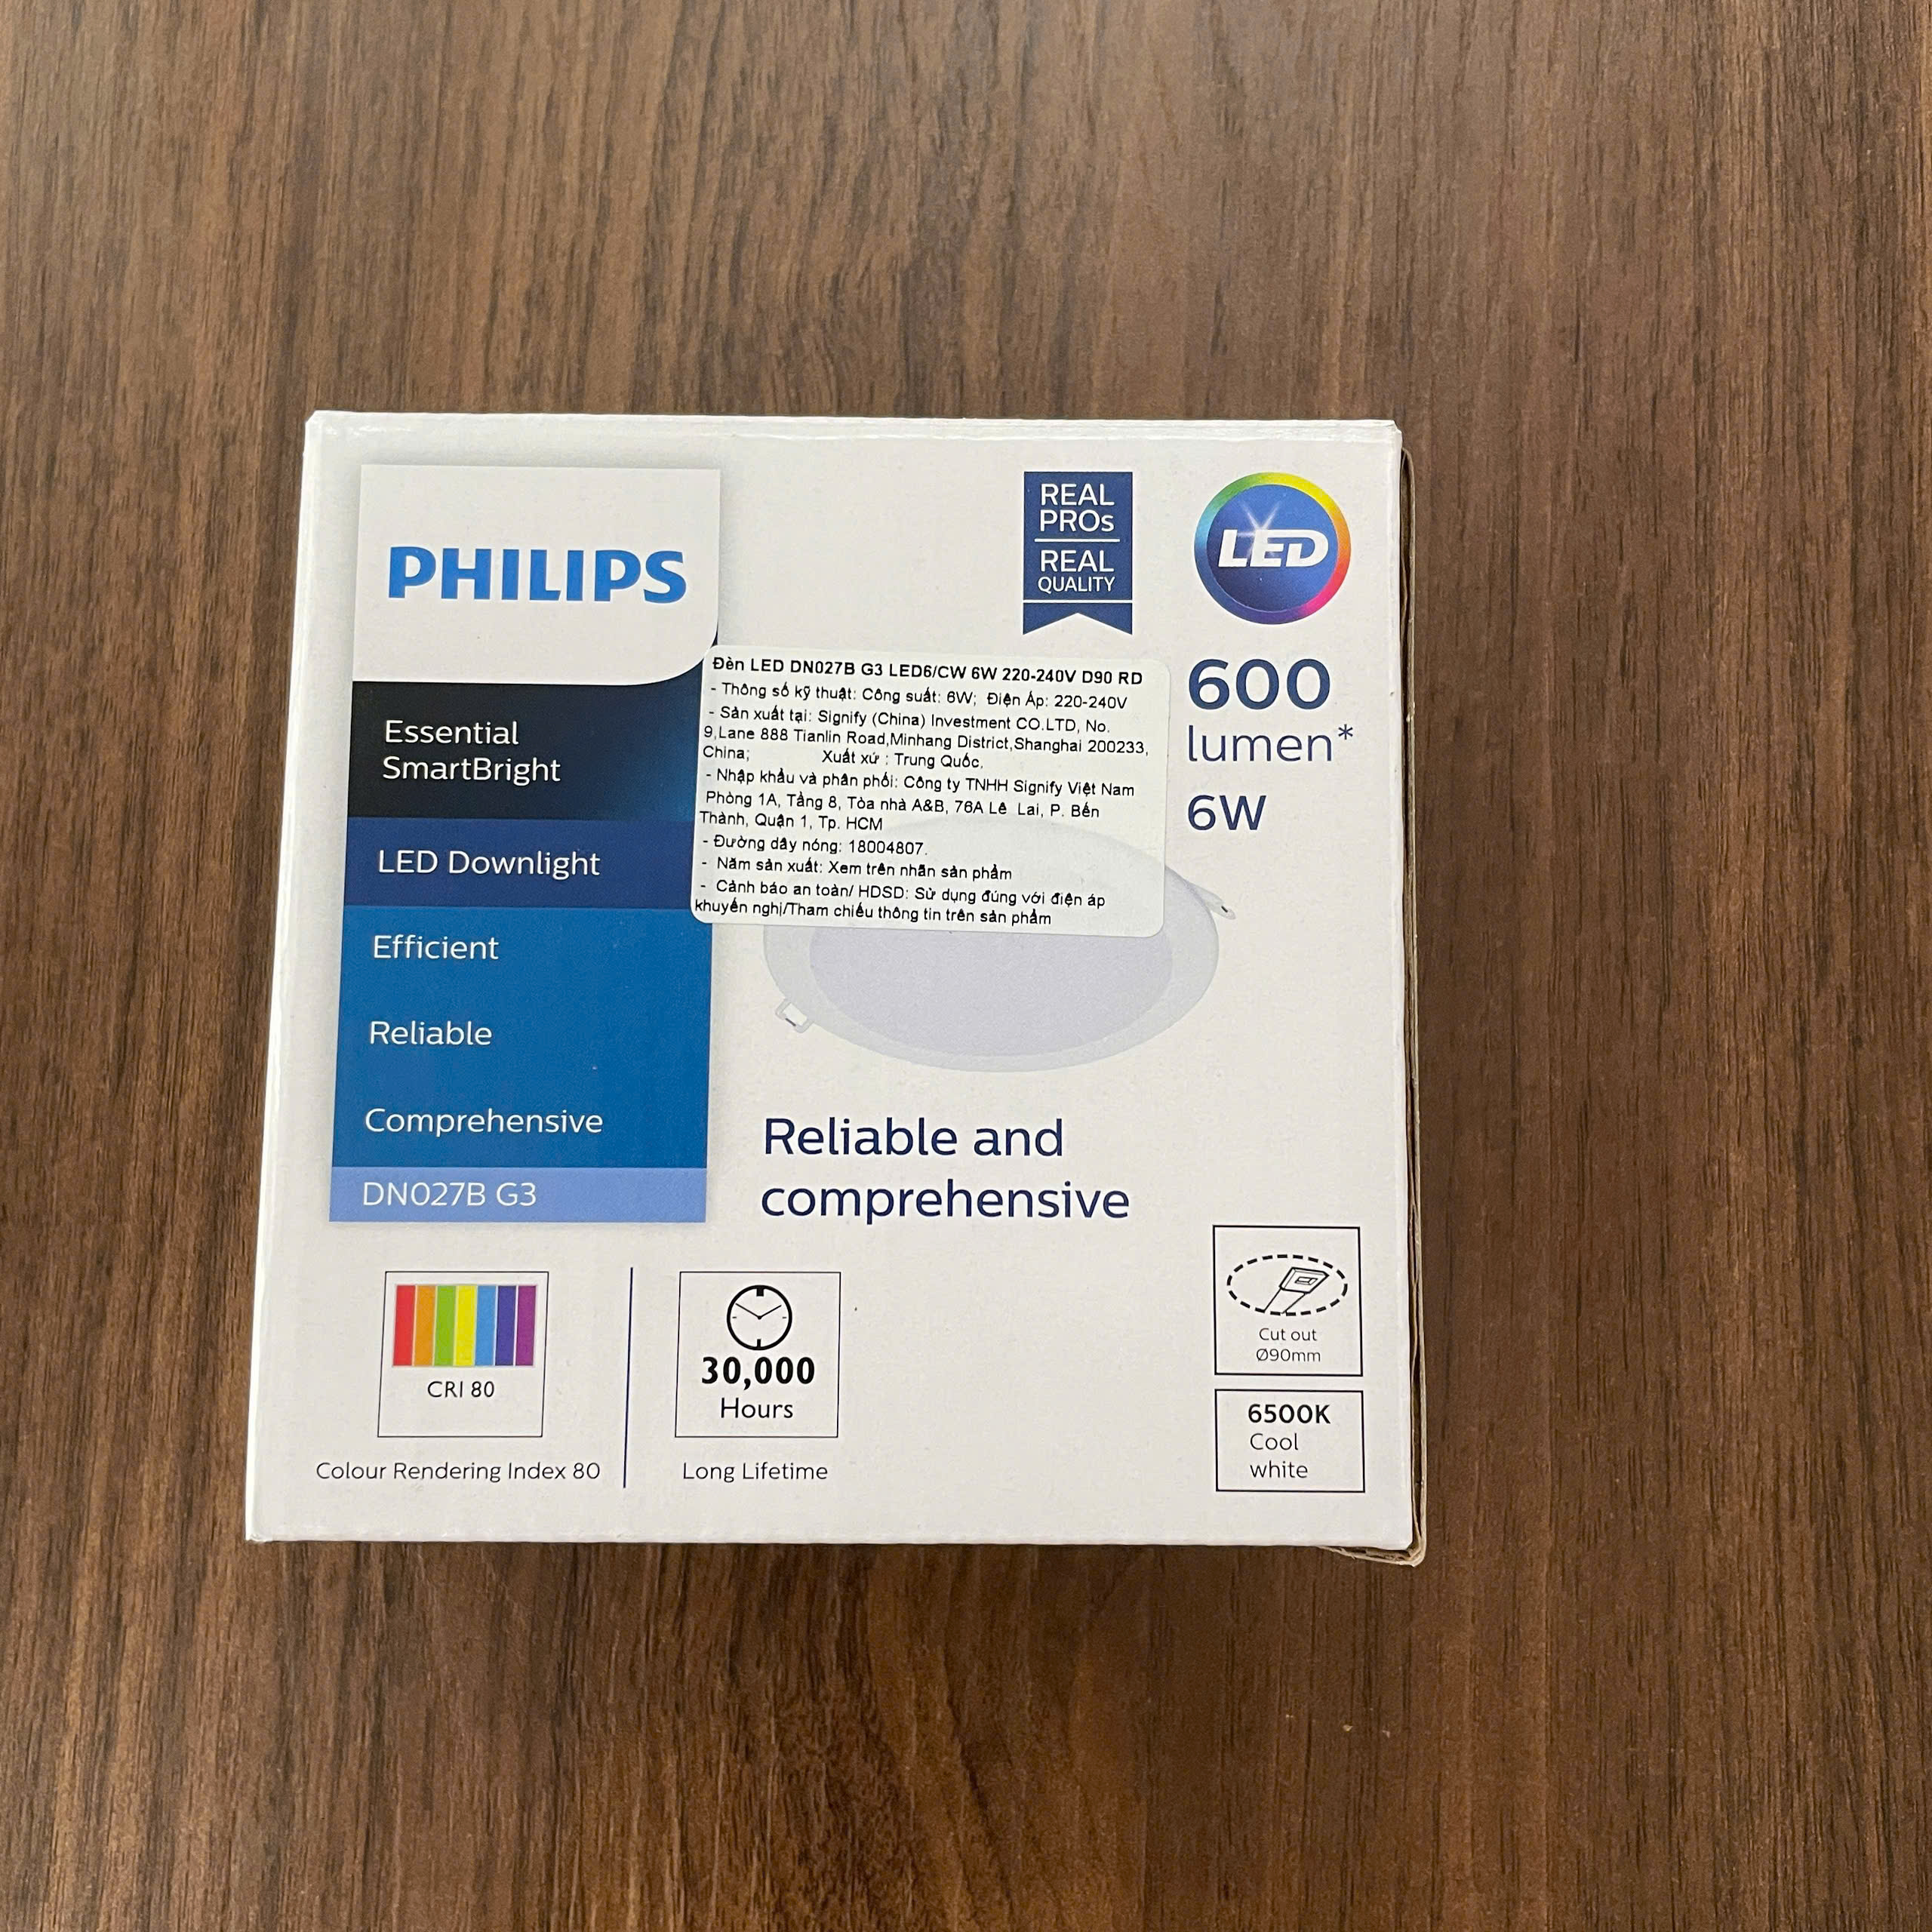 PHILIPS
REAL
PROs
REAL
QUALITY
LED
Essential
SmartBright
LED Downlight
Efficient
Reliable
Comprehensive
DN027B G3
Đèn LED DN027B G3 LED6/CW 6W 220-240V D90 RD
- Thông số kỹ thuật: Công suất: 6W; Điện Áp: 220-240V
- Sản xuất tại: Signify (China) Investment CO.LTD, No.
9,Lane 888 Tianlin Road,Minhang District,Shanghai 200233,
China; Xuất xứ : Trung Quốc.
- Nhập khẩu và phân phối: Công ty TNHH Signify Việt Nam
Phòng 1A, Tầng 8, Tòa nhà A&B, 76A Lê Lai, P. Bến
Thành, Quận 1, Tp. HCM
- Đường dây nóng: 18004807.
- Năm sản xuất: Xem trên nhãn sản phẩm
- Cảnh báo an toàn/ HDSD: Sử dụng đúng với điện áp
khuyến nghị/Tham chiếu thông tin trên sản phẩm
600
lumen*
6W
Reliable and
comprehensive
CRI 80
Colour Rendering Index 80
30,000
Hours
Long Lifetime
Cut out
Ø90mm
6500K
Cool
white